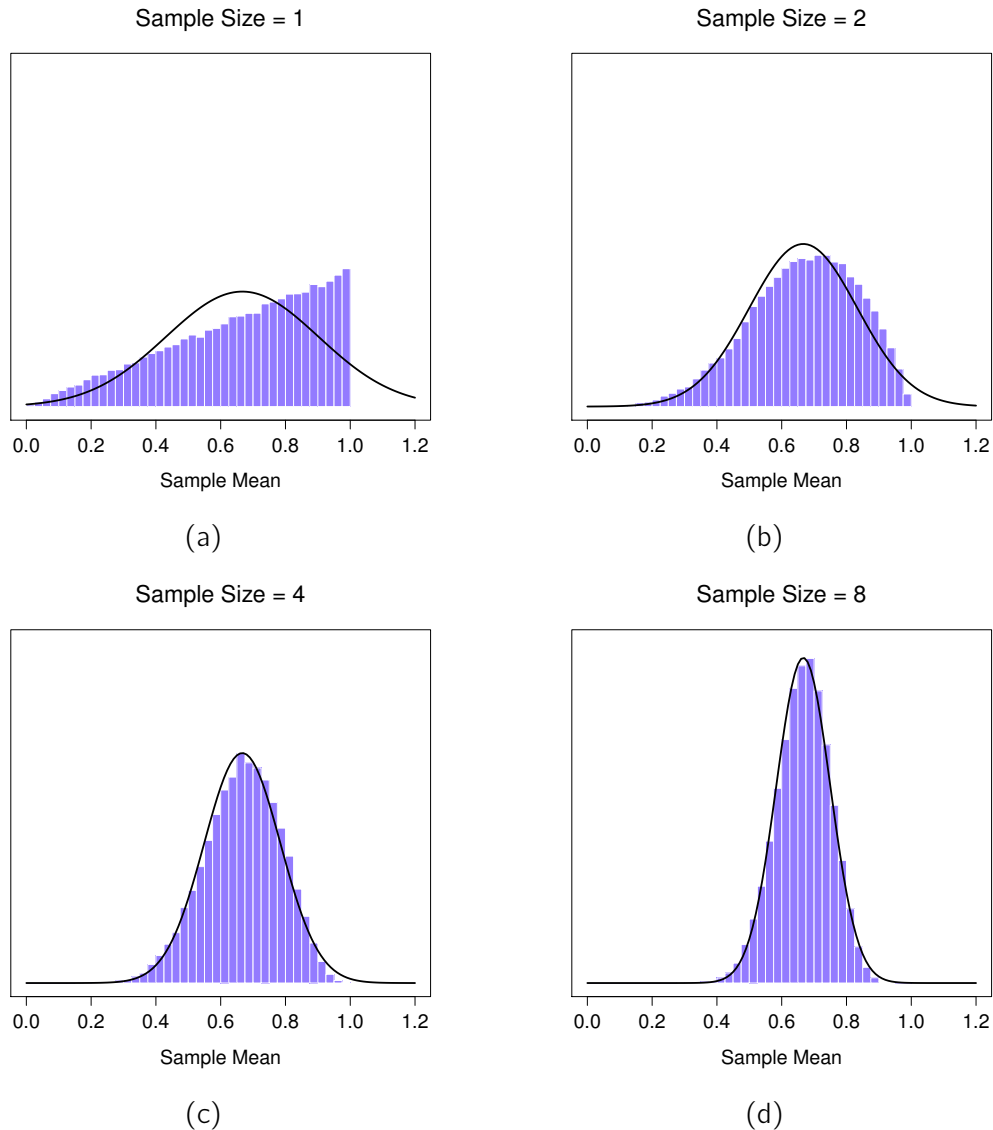 Sample Size = 1
0.0 0.2 0.4 0.6 0.8 1.0 1.2
Sample Mean
(a)
Sample Size = 2
0.0 0.2 0.4 0.6 0.8 1.0 1.2
Sample Mean
(b)
Sample Size = 4
0.0 0.2 0.4 0.6 0.8 1.0 1.2
Sample Mean
(c)
Sample Size = 8
0.0 0.2 0.4 0.6 0.8 1.0 1.2
Sample Mean
(d)